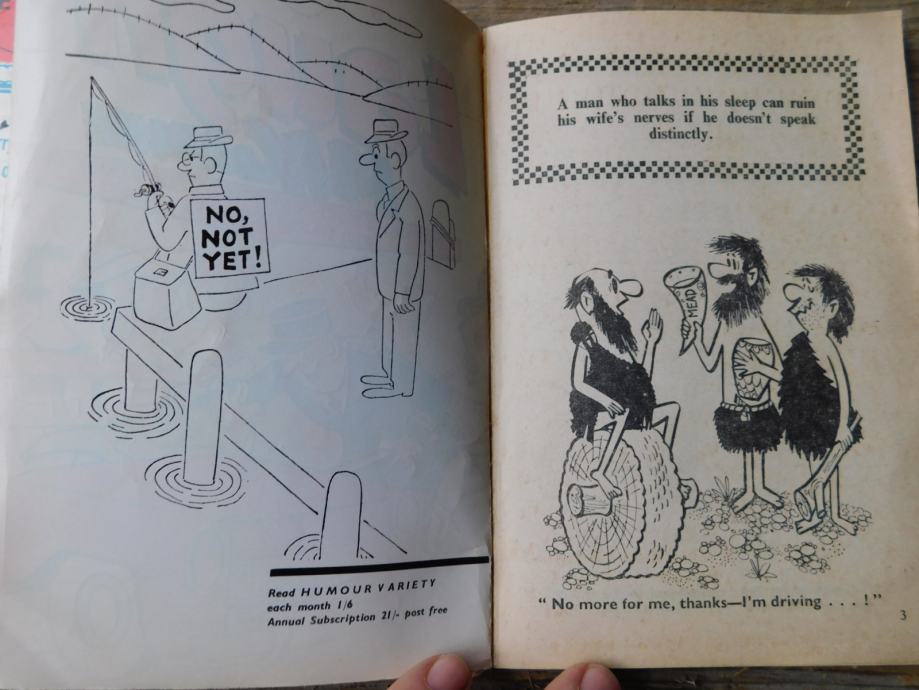 NO,
NOT
YET!
Read HUMOUR VARIETY
each month 1/6
Annual Subscription 21/- post free
A man who talks in his sleep can ruin
his wife's nerves if he doesn't speak
distinctly.
MEAD
" No more for me, thanks—I'm driving . . . ! "
3